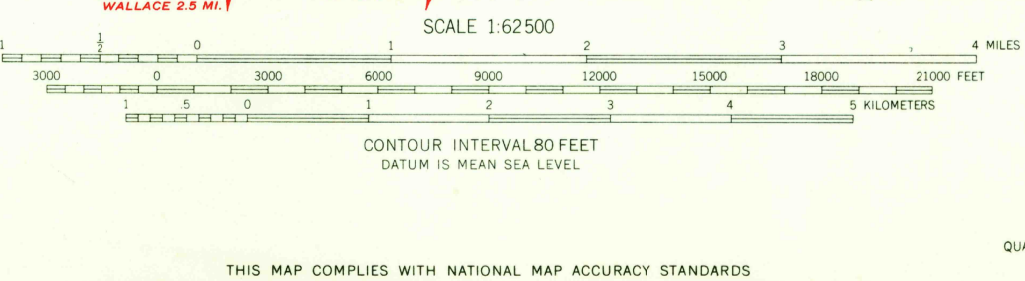 WALLACE 2.5 MI.
SCALE 1:62500
1 1/2 0 1 2 3 4 MILES
3000 0 3000 6000 9000 12000 15000 18000 21000 FEET
1 .5 0 1 2 3 4 5 KILOMETERS
CONTOUR INTERVAL 80 FEET
DATUM IS MEAN SEA LEVEL
QUA
THIS MAP COMPLIES WITH NATIONAL MAP ACCURACY STANDARDS